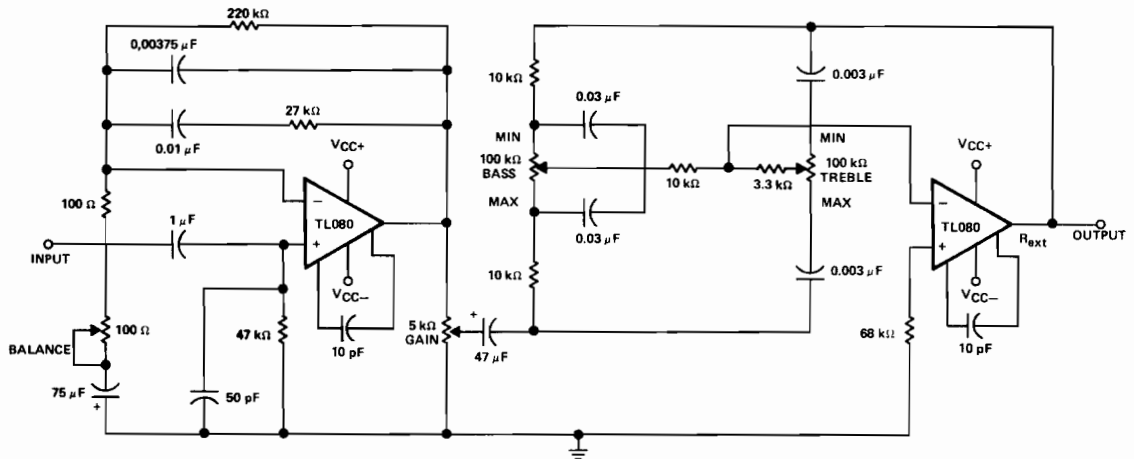 220 kΩ
0,00375 μF
27 kΩ
0.01 μF
VCC+
100 Ω
1 μF
−
TL080
+
INPUT
VCC−
100 Ω
BALANCE
47 kΩ
10 pF
5 kΩ
GAIN
75 μF
+
50 pF
+
47 μF
10 kΩ
0.003 μF
0.03 μF
MIN
100 kΩ
BASS
MAX
10 kΩ
3.3 kΩ
MIN
100 kΩ
TREBLE
MAX
0.03 μF
10 kΩ
0.003 μF
VCC+
−
TL080
+
Rext
OUTPUT
VCC−
68 kΩ
10 pF